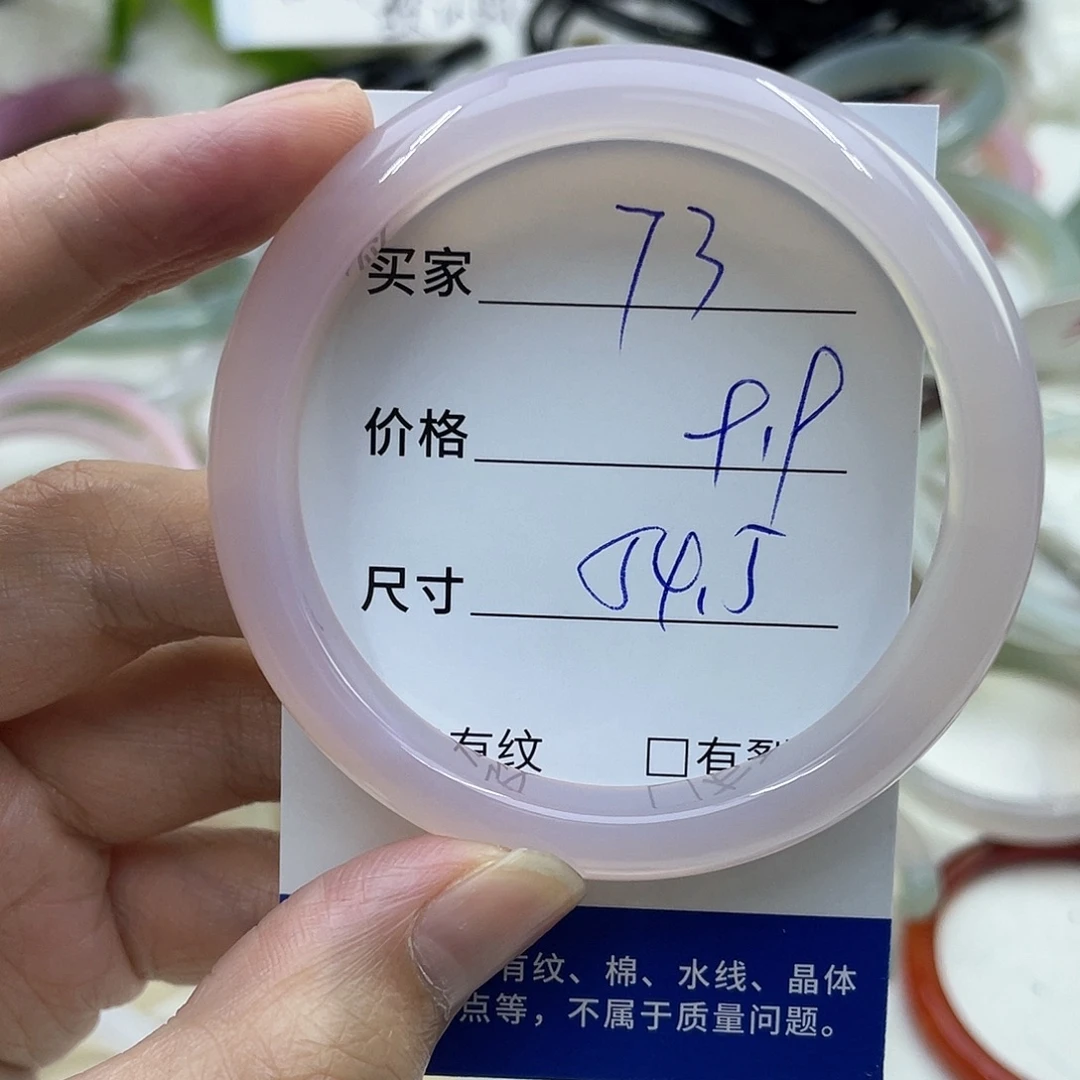 买家 73
价格
尺寸 54.5
有纹 □有裂
有纹、棉、水线、晶体
点等，不属于质量问题。